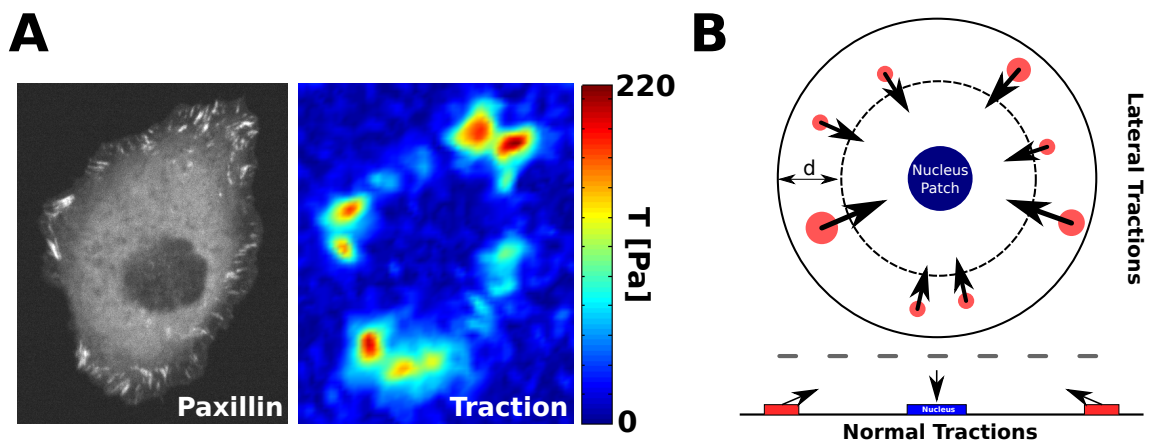 A
Paxillin
Traction
220
T [Pa]
0
B
d
Nucleus
Patch
Lateral Tractions
Nucleus
Normal Tractions